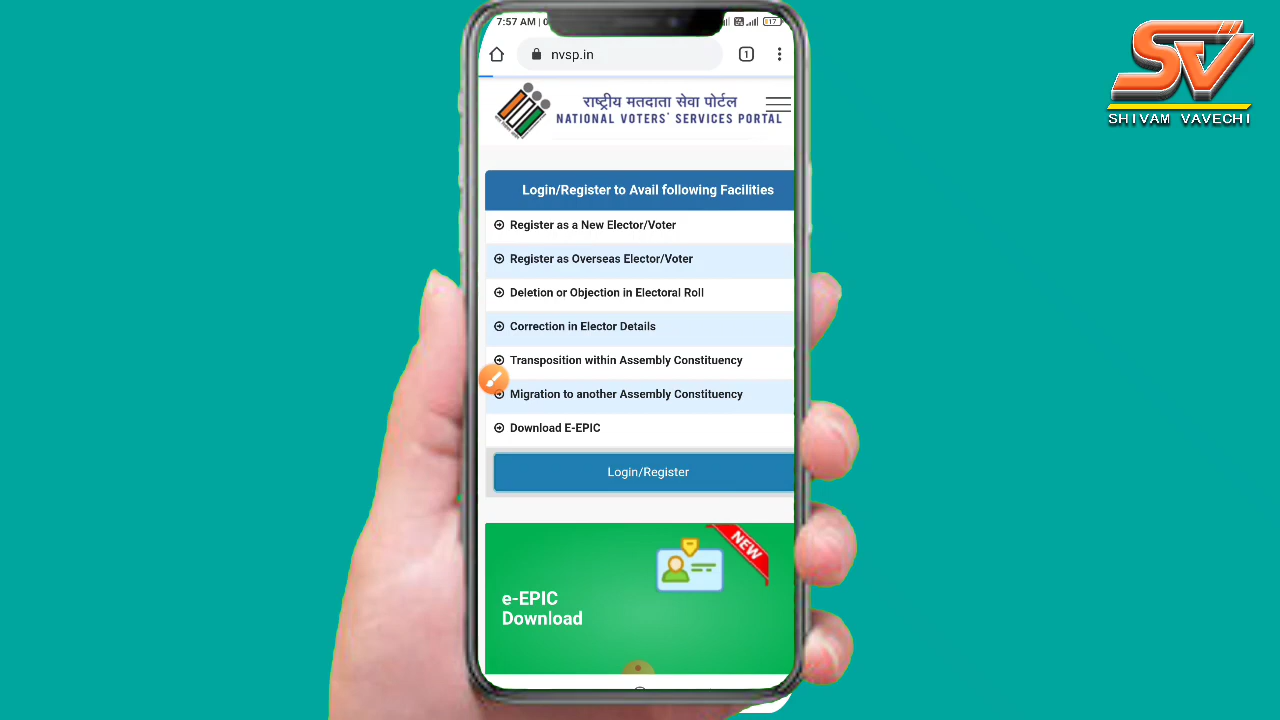 7:57 AM
nvsp.in
1
राष्ट्रीय मतदाता सेवा पोर्टल
NATIONAL VOTERS' SERVICES PORTAL
Login/Register to Avail following Facilities
Register as a New Elector/Voter
Register as Overseas Elector/Voter
Deletion or Objection in Electoral Roll
Correction in Elector Details
Transposition within Assembly Constituency
Migration to another Assembly Constituency
Download E-EPIC
Login/Register
NEW
e-EPIC
Download
SV
SHIVAM VAVECHI